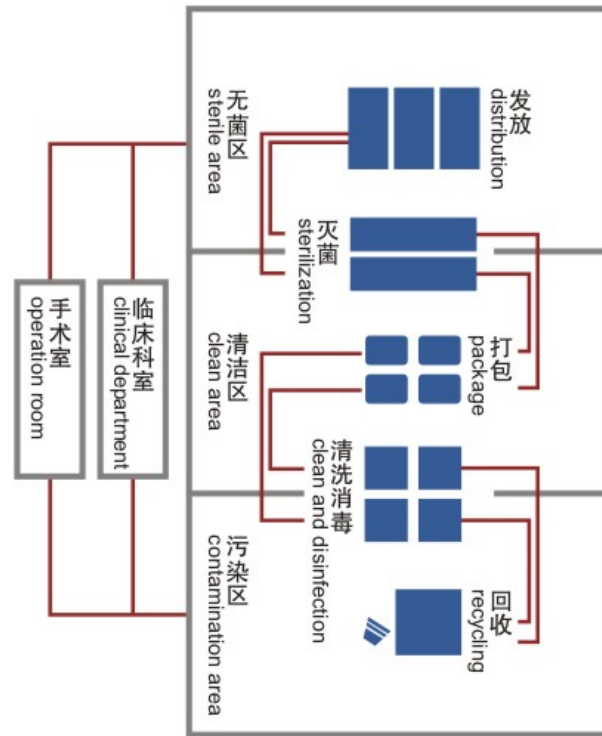 无菌区
sterile area
发放
distribution
灭菌
sterilization
手术室
operation room
临床科室
clinical department
清洁区
clean area
打包
package
清洗消毒
clean and disinfection
污染区
contamination area
回收
recycling